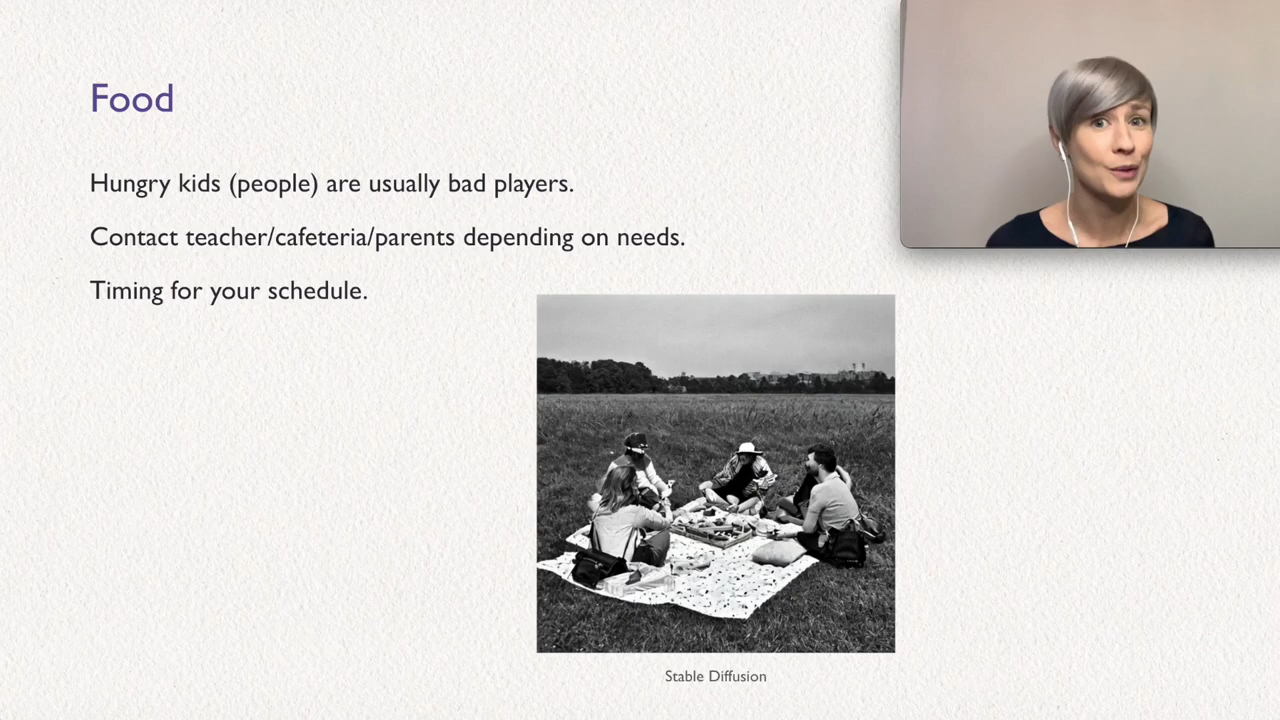 Food
Hungry kids (people) are usually bad players.
Contact teacher/cafeteria/parents depending on needs.
Timing for your schedule.
Stable Diffusion